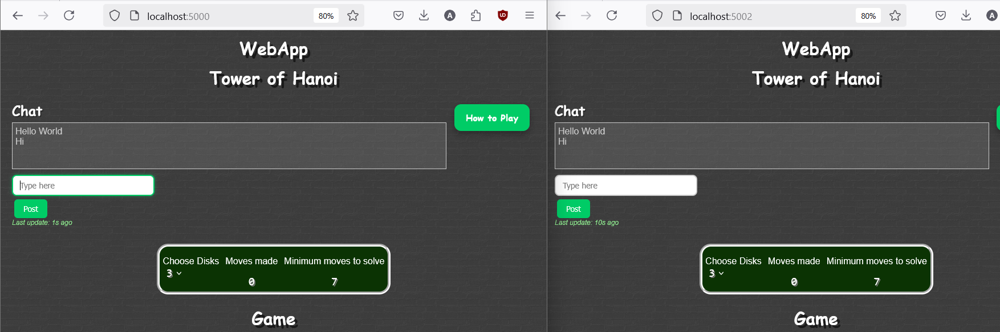 localhost:5000
80%
A
WebApp
Tower of Hanoi
Chat
How to Play
Hello World
Hi
Type here
Post
Last update: 1s ago
Choose Disks Moves made Minimum moves to solve
3
0 7
Game
localhost:5002
80%
A
WebApp
Tower of Hanoi
Chat
Hello World
Hi
Type here
Post
Last update: 10s ago
Choose Disks Moves made Minimum moves to solve
3
0 7
Game